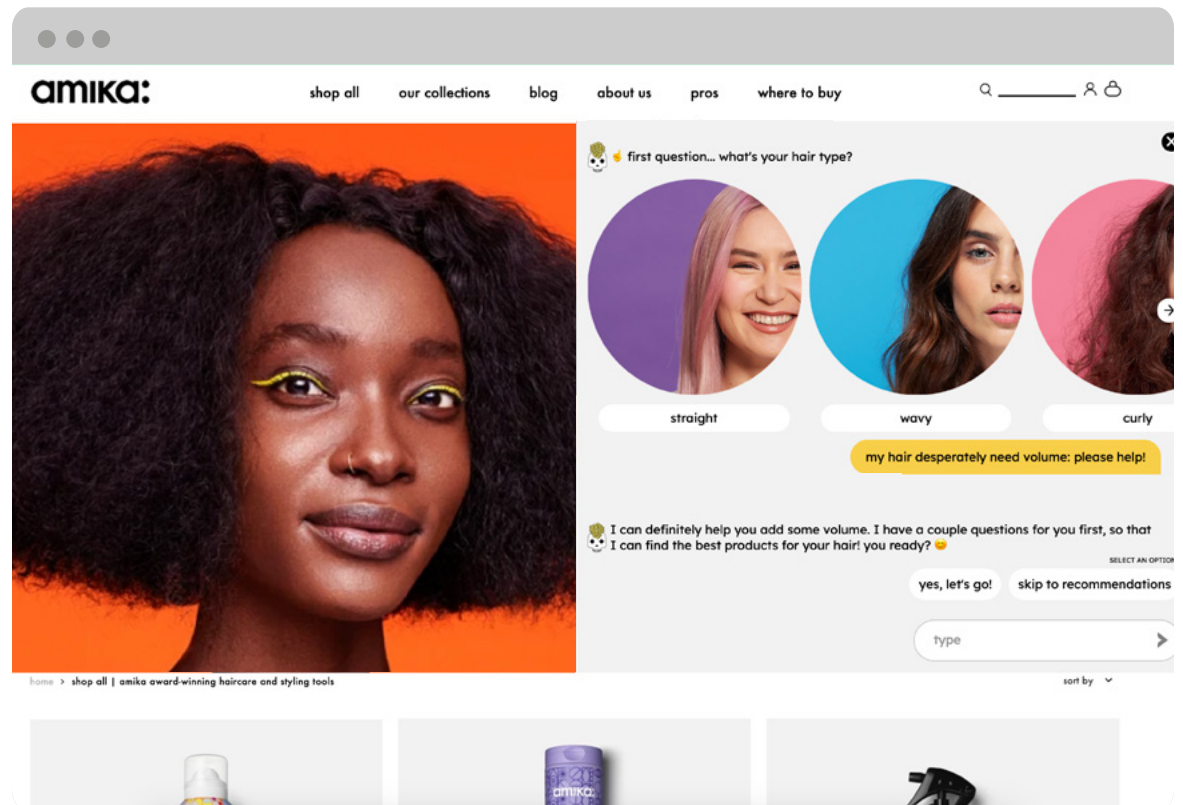 amika:
shop all our collections blog about us pros where to buy
first question... what's your hair type?
straight wavy curly
my hair desperately need volume: please help!
I can definitely help you add some volume. I have a couple questions for you first, so that
I can find the best products for your hair! you ready?
SELECT AN OPTION
yes, let's go! skip to recommendations
type
home > shop all | amika award-winning haircare and styling tools
sort by
amika: